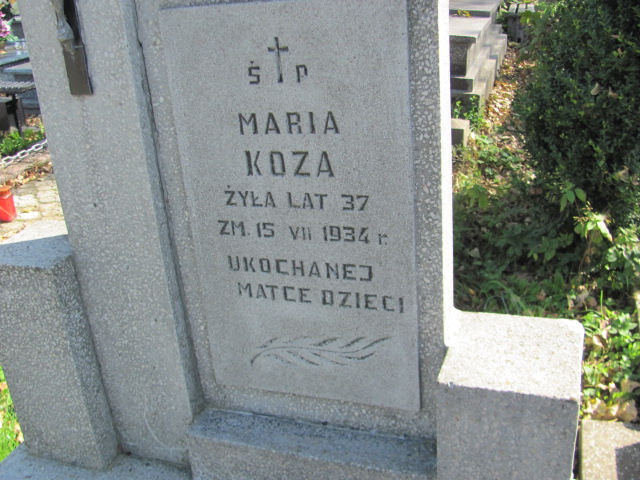 Ś P
MARIA
KOZA
ŻYŁA LAT 37
ZM. 15 VII 1934 r.
UKOCHANEJ
MATCE DZIECI